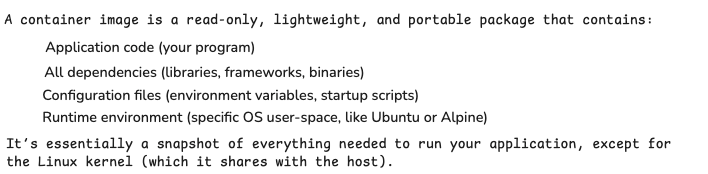 A container image is a read-only, lightweight, and portable package that contains:
Application code (your program)
All dependencies (libraries, frameworks, binaries)
Configuration files (environment variables, startup scripts)
Runtime environment (specific OS user-space, like Ubuntu or Alpine)
It's essentially a snapshot of everything needed to run your application, except for
the Linux kernel (which it shares with the host).